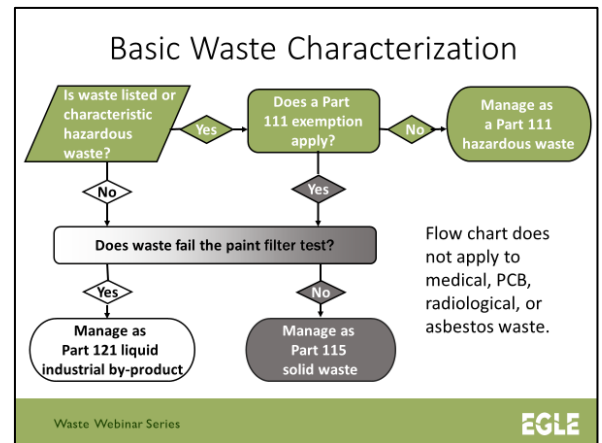 Basic Waste Characterization
Is waste listed or
characteristic
hazardous
waste?
Yes
Does a Part
111 exemption
apply?
No
Manage as
a Part 111
hazardous waste
No
Yes
Does waste fail the paint filter test?
Yes
No
Manage as
Part 121 liquid
industrial by-product
Manage as
Part 115
solid waste
Flow chart does
not apply to
medical, PCB,
radiological, or
asbestos waste.
Waste Webinar Series
EGLE